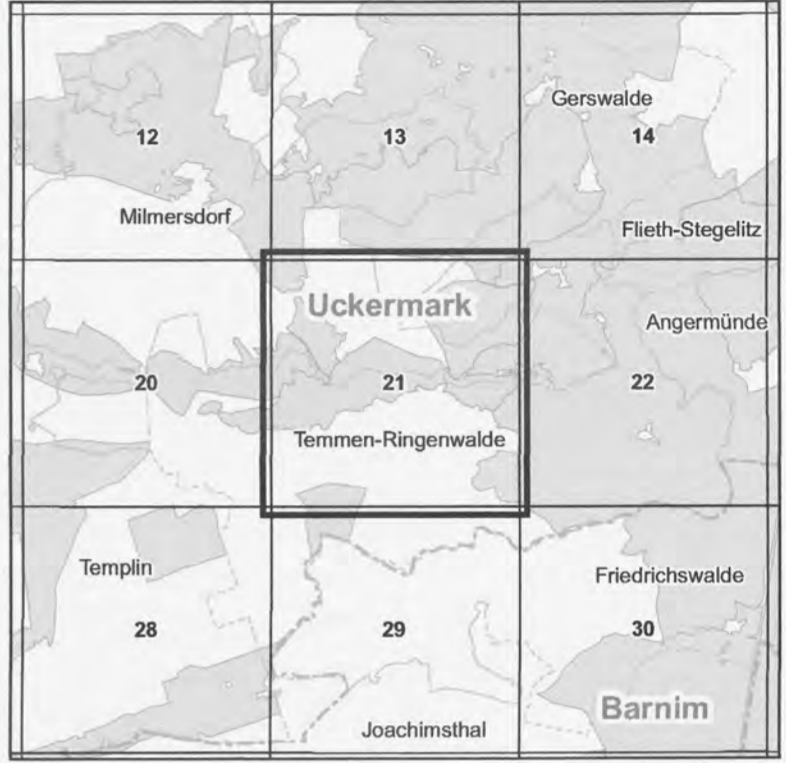 Gerswalde
12
13
14
Milmersdorf
Flieth-Stegelitz
Uckermark
Angermünde
20
21
22
Temmen-Ringenwalde
Templin
Friedrichswalde
28
29
30
Barnim
Joachimsthal